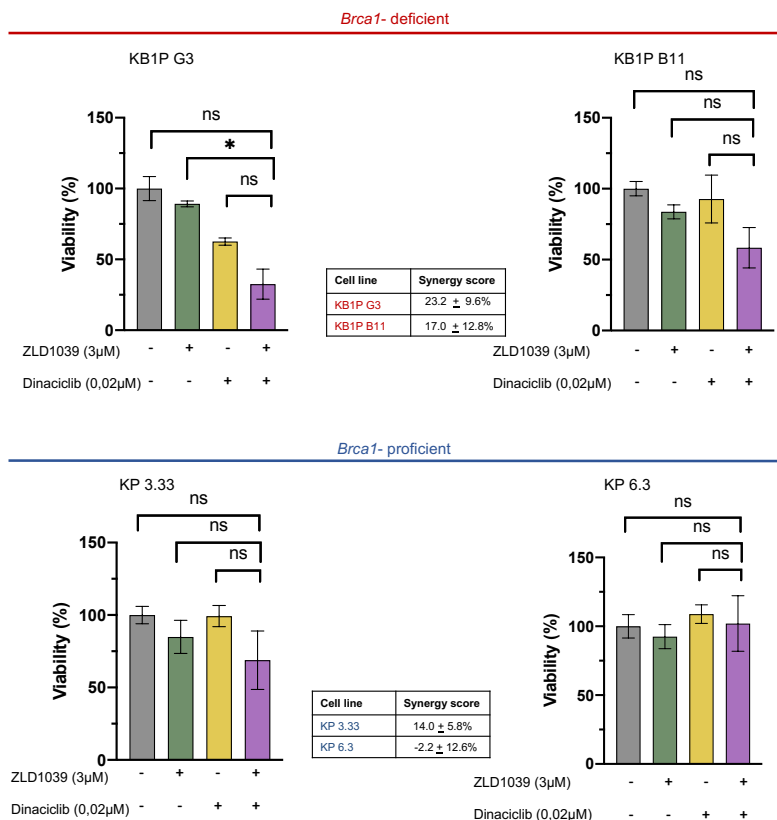 Brca1- deficient
KB1P G3
ns
*
ns
Viability (%)
150
100
50
0
ZLD1039 (3µM) - + - +
Dinaciclib (0,02µM) - - + +
Cell line Synergy score
KB1P G3 23.2 ± 9.6%
KB1P B11 17.0 ± 12.8%
KB1P B11
ns
ns
ns
Viability (%)
150
100
50
0
ZLD1039 (3µM) - + - +
Dinaciclib (0,02µM) - - + +
Brca1- proficient
KP 3.33
ns
ns
ns
Viability (%)
150
100
50
0
ZLD1039 (3µM) - + - +
Dinaciclib (0,02µM) - - + +
Cell line Synergy score
KP 3.33 14.0 ± 5.8%
KP 6.3 -2.2 ± 12.6%
KP 6.3
ns
ns
ns
Viability (%)
150
100
50
0
ZLD1039 (3µM) - + - +
Dinaciclib (0,02µM) - - + +